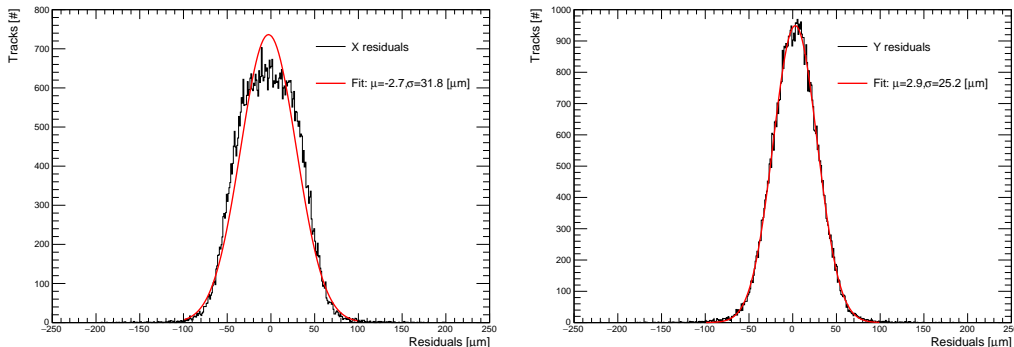 Tracks [#]
800
700
600
500
400
300
200
100
0
−250 −200 −150 −100 −50 0 50 100 150 200 250
Residuals [μm]
X residuals
Fit: μ=-2.7,σ=31.8 [μm]
Tracks [#]
1000
900
800
700
600
500
400
300
200
100
0
−250 −200 −150 −100 −50 0 50 100 150 200 250
Residuals [μm]
Y residuals
Fit: μ=2.9,σ=25.2 [μm]